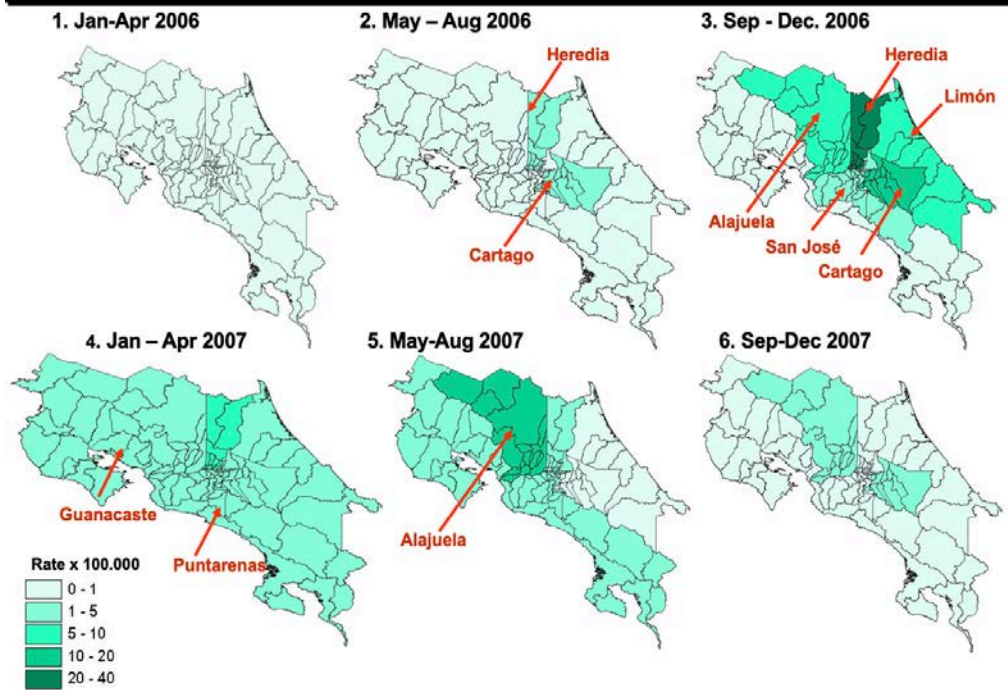 1. Jan-Apr 2006
2. May – Aug 2006
3. Sep - Dec. 2006
Heredia
Cartago
Heredia
Limón
Alajuela
San José
Cartago
4. Jan – Apr 2007
5. May-Aug 2007
6. Sep-Dec 2007
Guanacaste
Puntarenas
Alajuela
Rate x 100.000
0 - 1
1 - 5
5 - 10
10 - 20
20 - 40